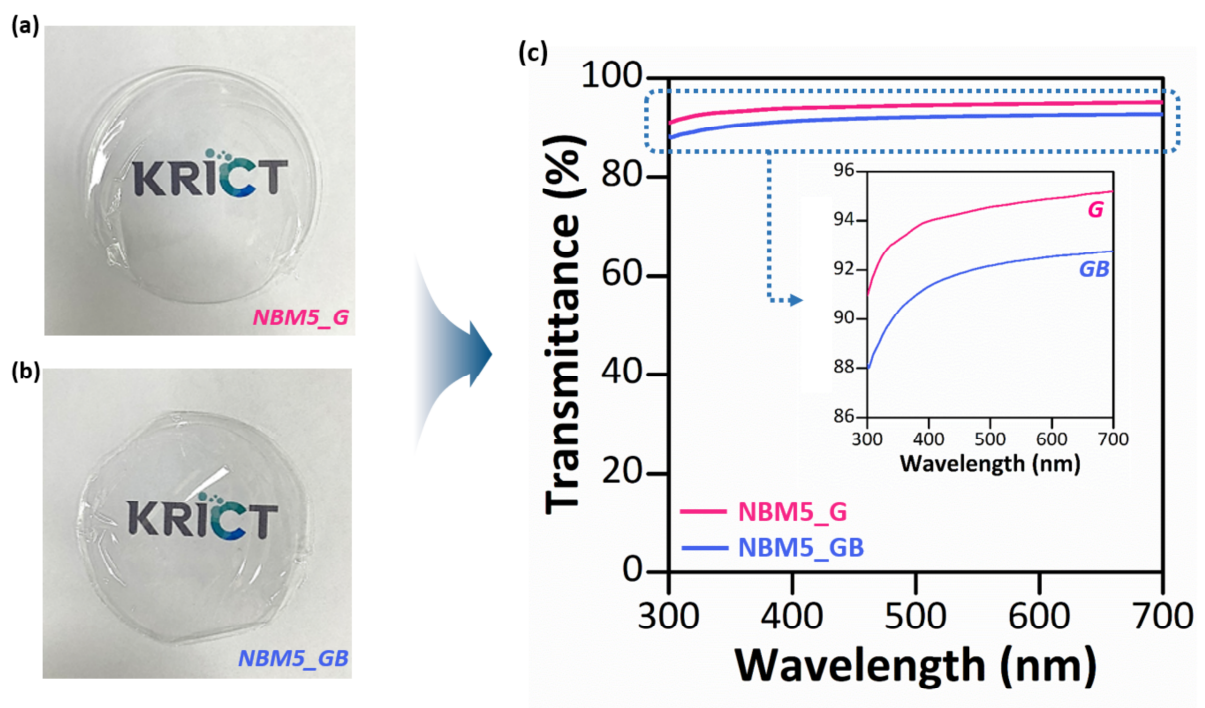 (a)
KRICT
NBM5_G
(b)
KRICT
NBM5_GB
(c)
Transmittance (%)
100
80
60
40
20
0
300 400 500 600 700
Wavelength (nm)
NBM5_G
NBM5_GB
96
94
92
90
88
86
300 400 500 600 700
Wavelength (nm)
G
GB